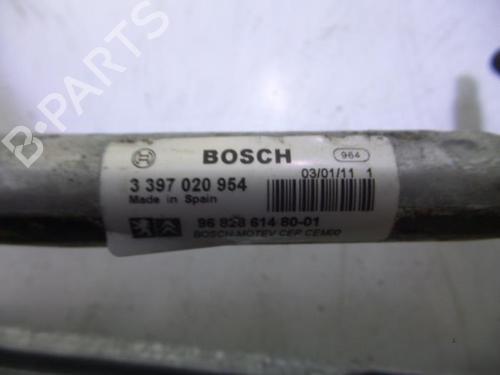 B-PARTS
BOSCH
964
3 397 020 954
03/01/11 1
Made in Spain
96 828 614 80-01
BOSCH-MOTEV CEP CEM00